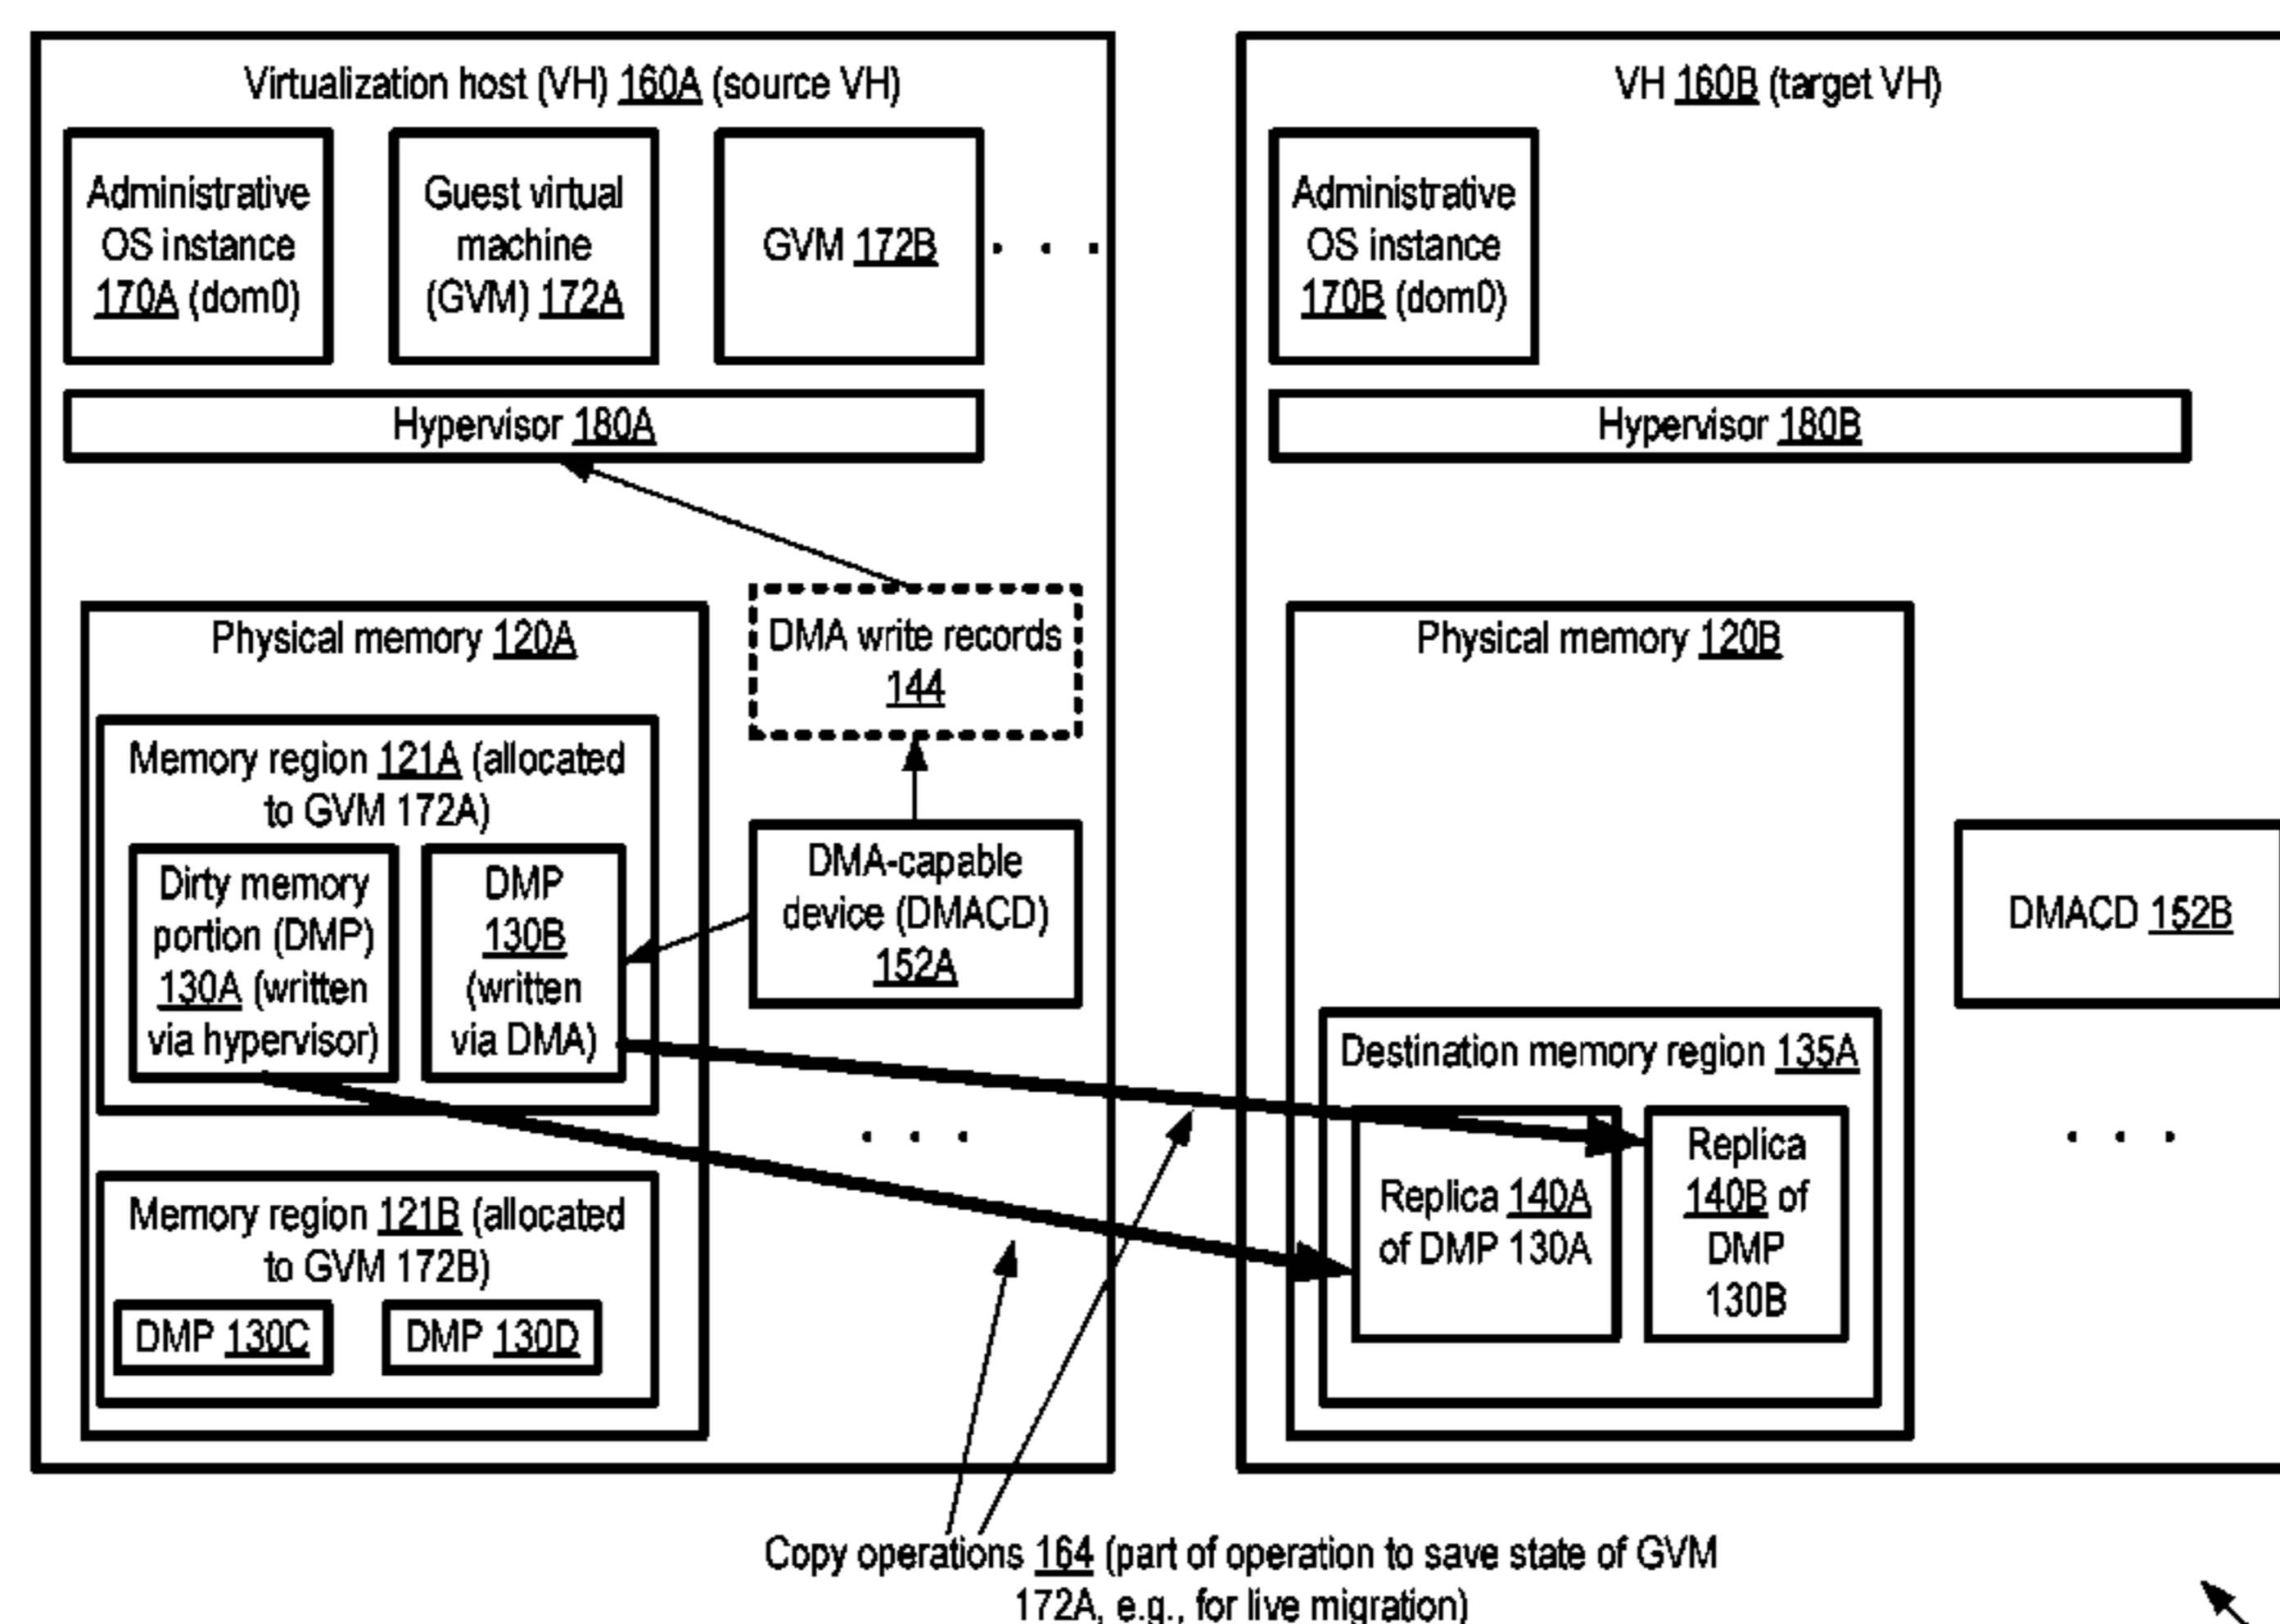 Virtualization host (VH) 160A (source VH)
Administrative
OS instance
170A (dom0)
Guest virtual
machine
(GVM) 172A
GVM 172B
. . .
Hypervisor 180A
DMA write records
144
Physical memory 120A
Memory region 121A (allocated
to GVM 172A)
Dirty memory
portion (DMP)
130A (written
via hypervisor)
DMP
130B
(written
via DMA)
DMA-capable
device (DMACD)
152A
. . .
Memory region 121B (allocated
to GVM 172B)
DMP 130C
DMP 130D
VH 160B (target VH)
Administrative
OS instance
170B (dom0)
Hypervisor 180B
Physical memory 120B
DMACD 152B
Destination memory region 135A
Replica 140A
of DMP 130A
Replica
140B of
DMP
130B
. . .
Copy operations 164 (part of operation to save state of GVM
172A, e.g., for live migration)